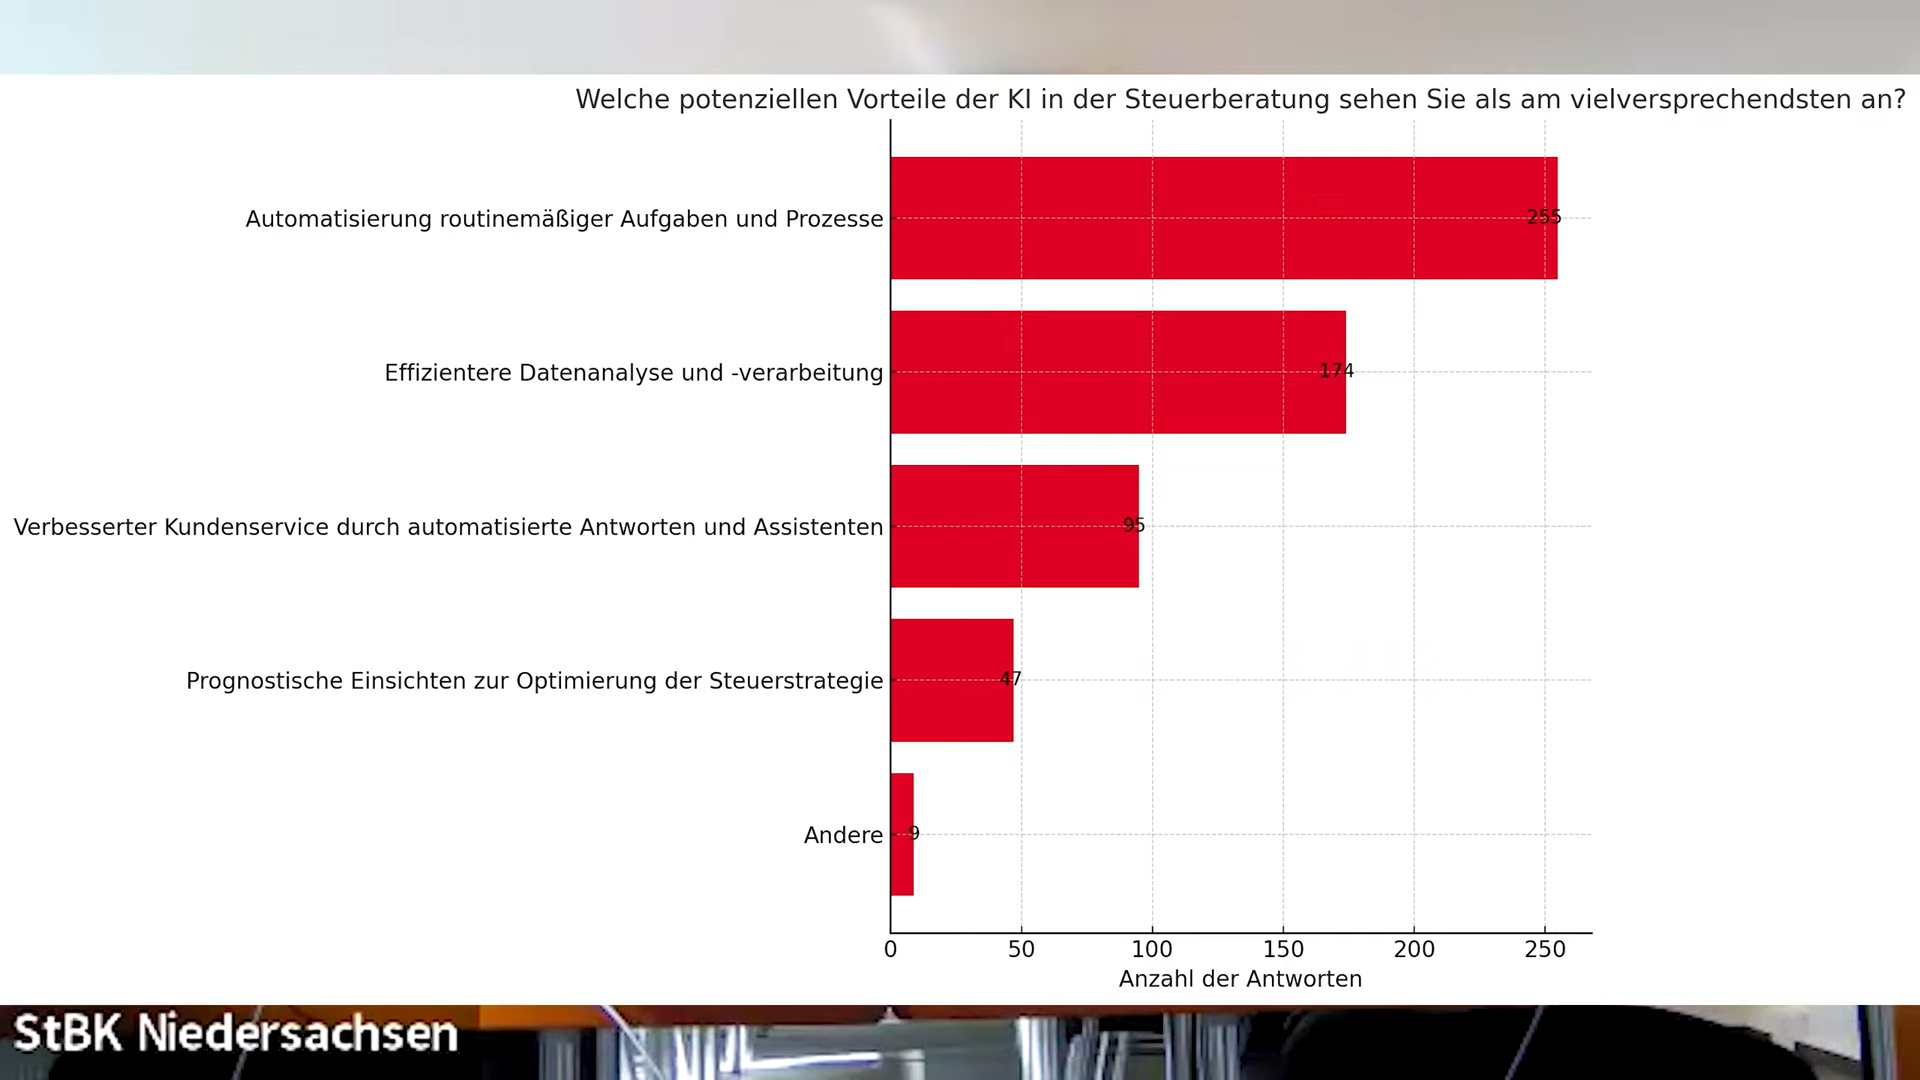 Welche potenziellen Vorteile der KI in der Steuerberatung sehen Sie als am vielversprechendsten an?
Automatisierung routinemäßiger Aufgaben und Prozesse
255
Effizientere Datenanalyse und -verarbeitung
174
Verbesserter Kundenservice durch automatisierte Antworten und Assistenten
95
Prognostische Einsichten zur Optimierung der Steuerstrategie
47
Andere
9
0 50 100 150 200 250
Anzahl der Antworten
StBK Niedersachsen